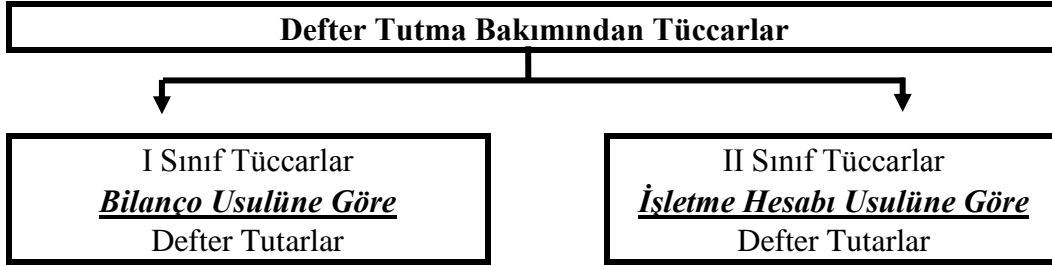 Defter Tutma Bakımından Tüccarlar
I Sınıf Tüccarlar
Bilanço Usulüne Göre
Defter Tutarlar
II Sınıf Tüccarlar
İşletme Hesabı Usulüne Göre
Defter Tutarlar